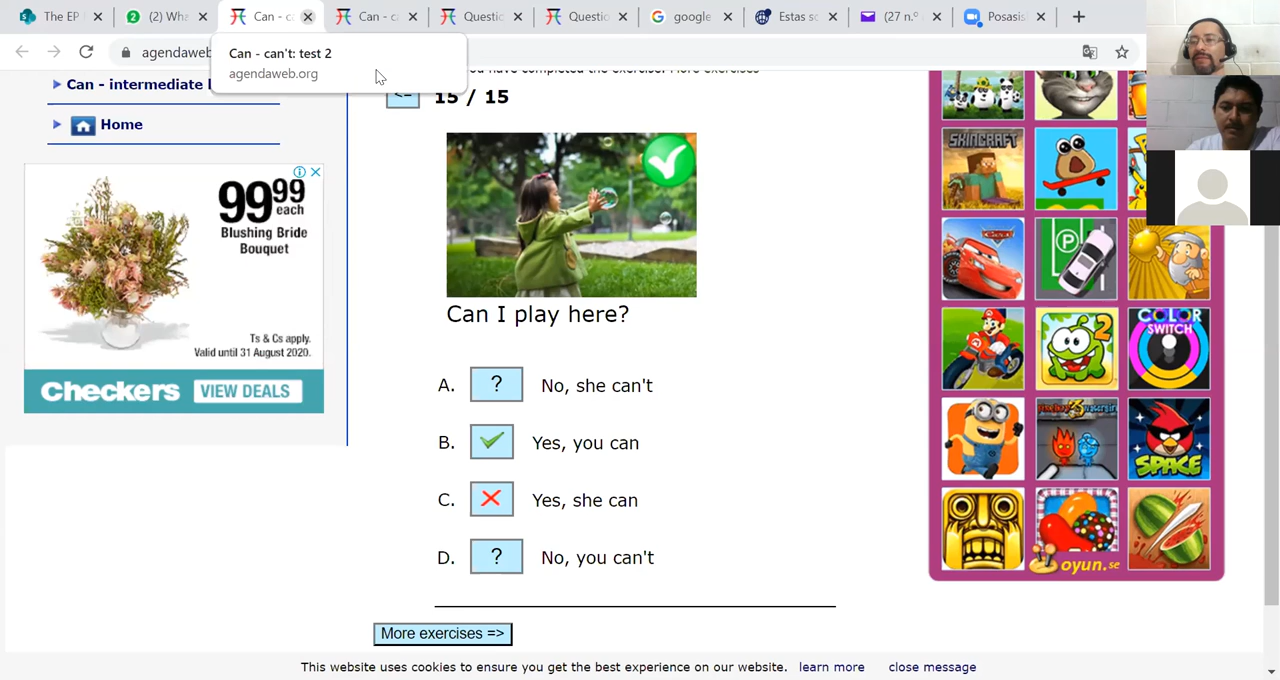 The EP
(2) Wha
Can - c
Can - c
Questic
Questic
google
Estas s
(27 n.º
Posasis
agendaweb
Can - can't: test 2
agendaweb.org
Can - intermediate
Home
15 / 15
Can I play here?
A. ? No, she can't
B. Yes, you can
C. Yes, she can
D. ? No, you can't
More exercises =>
99 99
each
Blushing Bride
Bouquet
Ts & Cs apply.
Valid until 31 August 2020.
Checkers VIEW DEALS
SKINCRAFT
Cars
P
2
COLOR
SWITCH
SPACE
oyun.se
This website uses cookies to ensure you get the best experience on our website. learn more close message